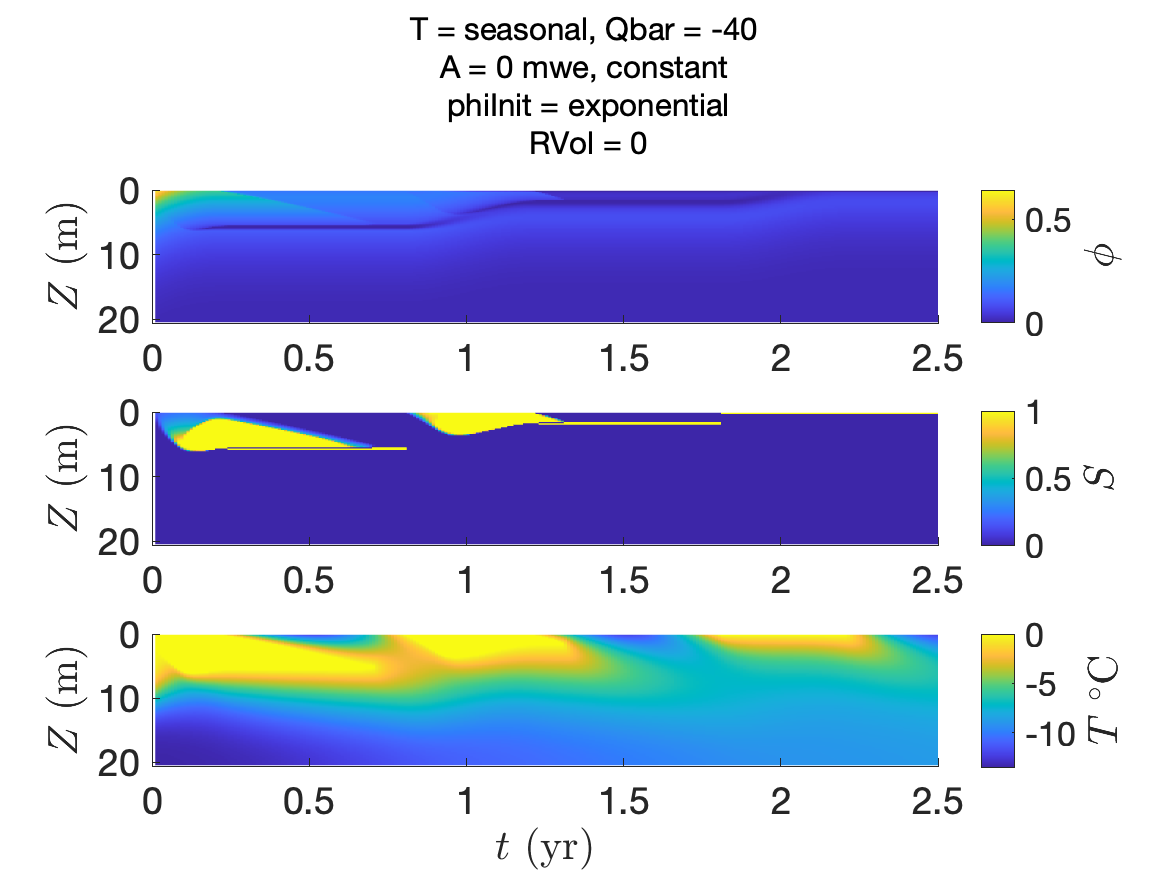 T = seasonal, Qbar = -40
A = 0 mwe, constant
phiInit = exponential
RVol = 0
0
10
20
Z (m)
0 0.5 1 1.5 2 2.5
0.5
0
ϕ
0
10
20
Z (m)
0 0.5 1 1.5 2 2.5
1
0.5
0
S
0
10
20
Z (m)
0 0.5 1 1.5 2 2.5
t (yr)
0
-5
-10
T °C